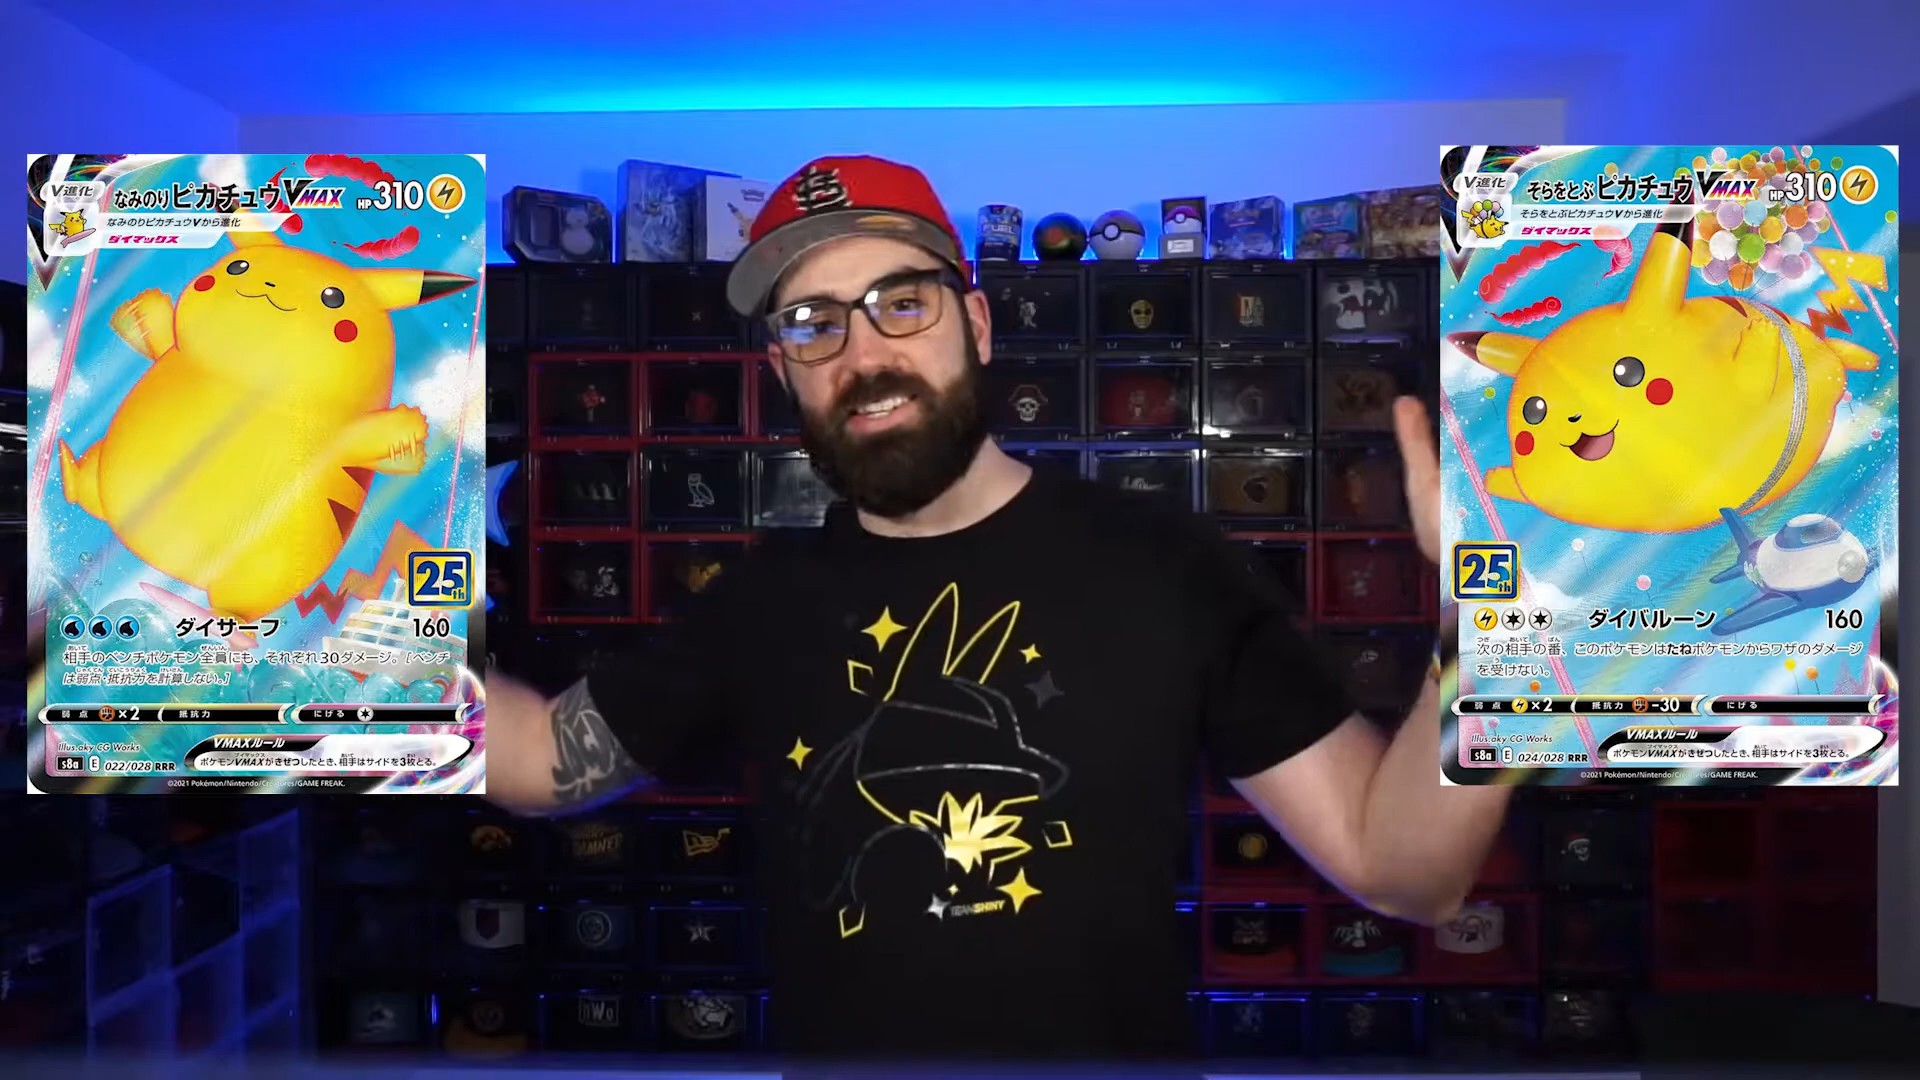 V進化
なみのりピカチュウVMAX HP310
なみのりピカチュウVから進化
ダイマックス
25th
ダイサーフ 160
相手のベンチポケモン全員にも、それぞれ30ダメージ。[ベンチ
は弱点・抵抗力を計算しない。]
弱点 ×2 抵抗力 にげる
Illus.aky CG Works
VMAXルール
s8a E 022/028 RRR
ポケモンVMAXがきぜつしたとき、相手はサイドを3枚とる。
©2021 Pokémon/Nintendo/Creatures/GAME FREAK.
V進化
そらをとぶピカチュウVMAX HP310
そらをとぶピカチュウVから進化
ダイマックス
25th
ダイバルーン 160
次の相手の番、このポケモンはたねポケモンからワザのダメージ
を受けない。
弱点 ×2 抵抗力 -30 にげる
Illus.aky CG Works
VMAXルール
s8a E 024/028 RRR
ポケモンVMAXがきぜつしたとき、相手はサイドを3枚とる。
©2021 Pokémon/Nintendo/Creatures/GAME FREAK.
TEAMSHINY
nWo